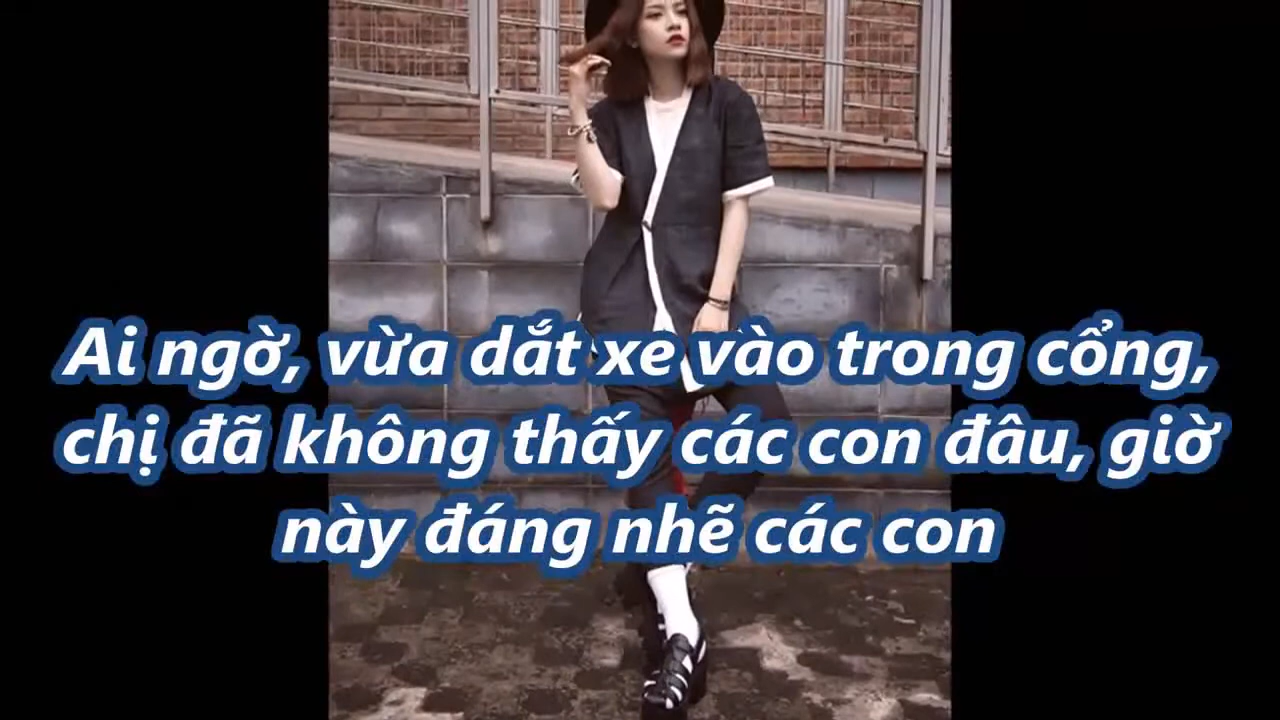 Ai ngờ, vừa dắt xe vào trong cổng,
chị đã không thấy các con đâu, giờ
này đáng nhẽ các con